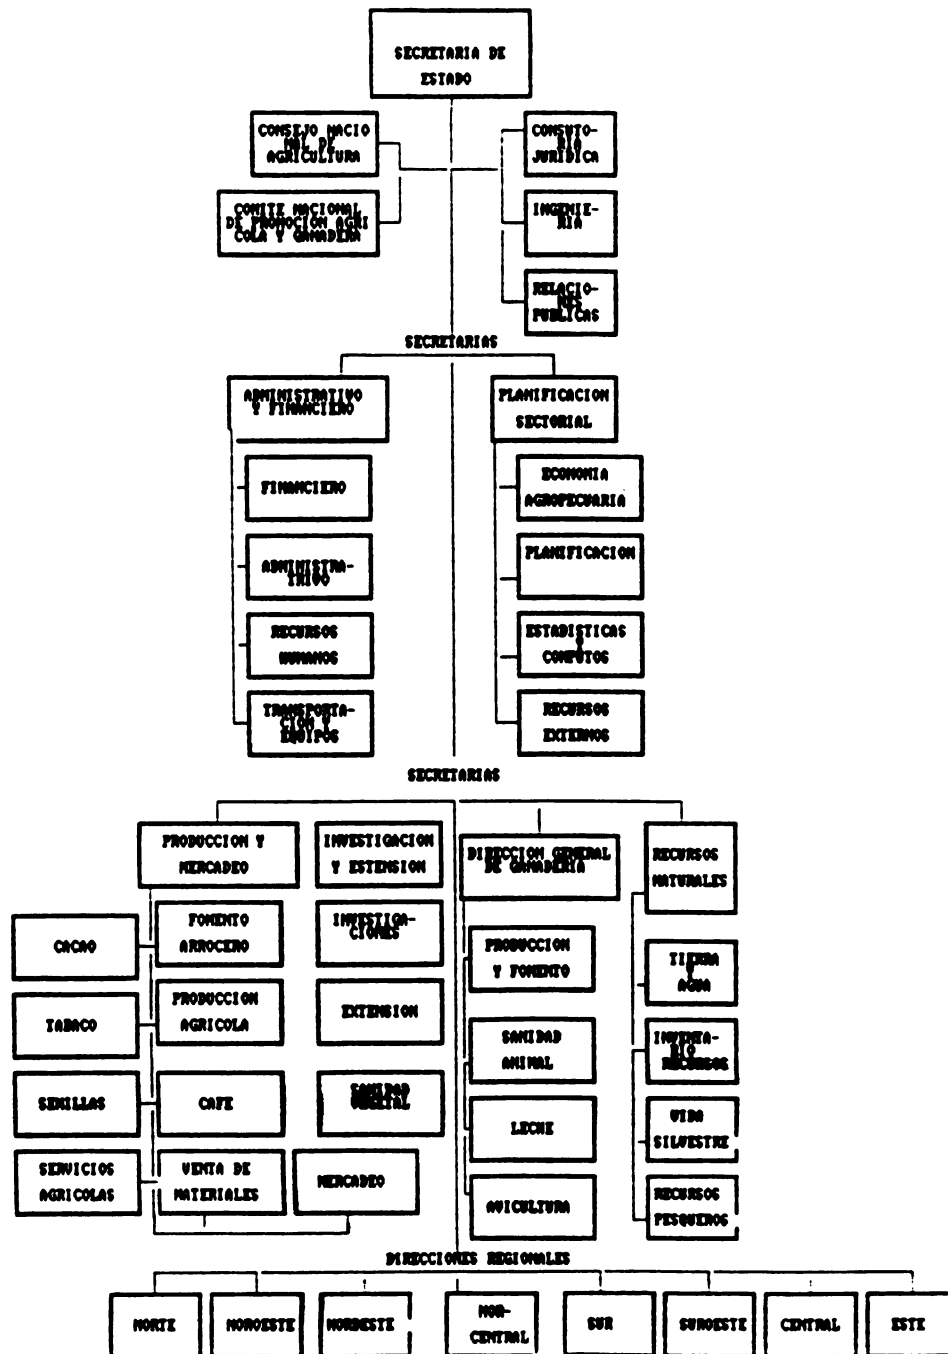 SECRETARIA DE
ESTADO
CONSEJO NACIO
NAL DE
AGRICULTURA
CONSUTO-
RIA
JURIDICA
COMITE NACIONAL
DE PROMOCION AGRI
COLA Y GANADERA
INGENIE-
RIA
RELACIO-
NES
PUBLICAS
SECRETARIAS
ADMINISTRATIVO
Y FINANCIERO
PLANIFICACION
SECTORIAL
FINANCIERO
ECONOMIA
AGROPECUARIA
ADMINISTRA-
TRIVO
PLANIFICACION
RECURSOS
HUMANOS
ESTADISTICAS
Y
COMPUTOS
TRANSPORTA-
CION Y
EQUIPOS
RECURSOS
EXTERNOS
SECRETARIAS
PRODUCCION Y
MERCADEO
INVESTIGACION
Y ESTENSION
DIRECCION GENERAL
DE GANADERIA
RECURSOS
NATURALES
CACAO
FOMENTO
ARROCERO
INVESTIGA-
CIONES
PRODUCCION
Y FOMENTO
TIERRA
Y
AGUA
TABACO
PRODUCCION
AGRICOLA
EXTENSION
SANIDAD
ANIMAL
INVENTA-
RIO
RECURSOS
SEMILLAS
CAFE
SANIDAD
VEGETAL
LECHE
VIDA
SILVESTRE
SERVICIOS
AGRICOLAS
VENTA DE
MATERIALES
MERCADEO
AVICULTURA
RECURSOS
PESQUEROS
DIRECCIONES REGIONALES
NORTE
NOROESTE
NORDESTE
NOR-
CENTRAL
SUR
SUROESTE
CENTRAL
ESTE